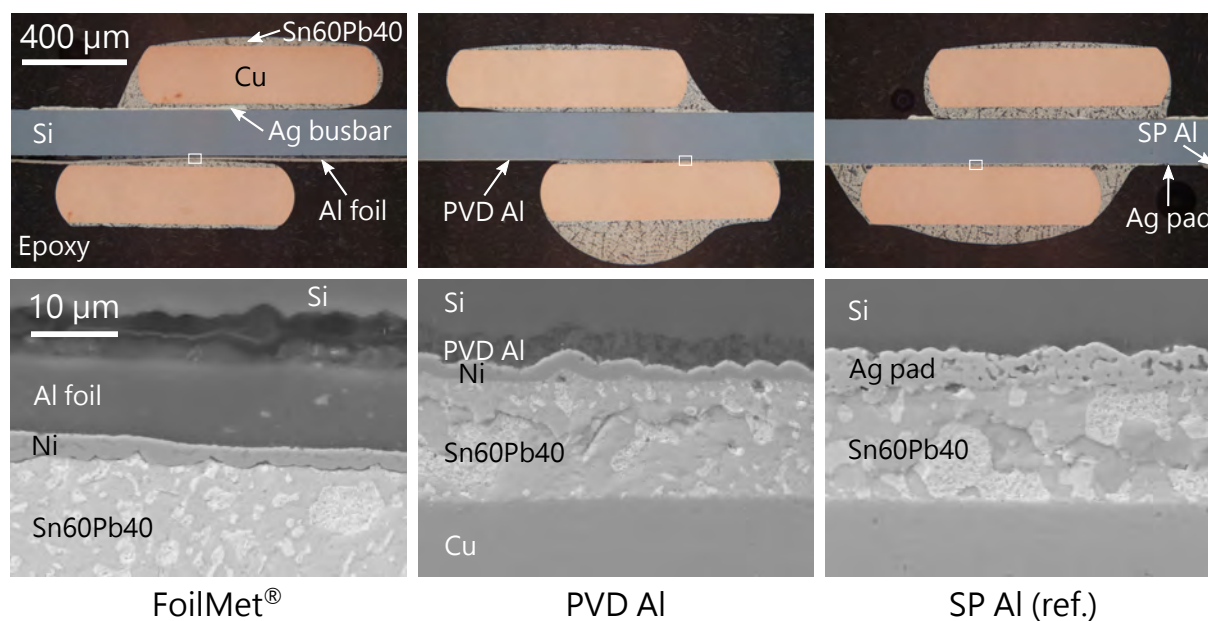 400 µm
Sn60Pb40
Cu
Ag busbar
Si
Al foil
Epoxy
PVD Al
SP Al
Ag pad
10 µm
Si
Al foil
Ni
Sn60Pb40
Si
PVD Al
Ni
Sn60Pb40
Cu
Si
Ag pad
Sn60Pb40
FoilMet®
PVD Al
SP Al (ref.)